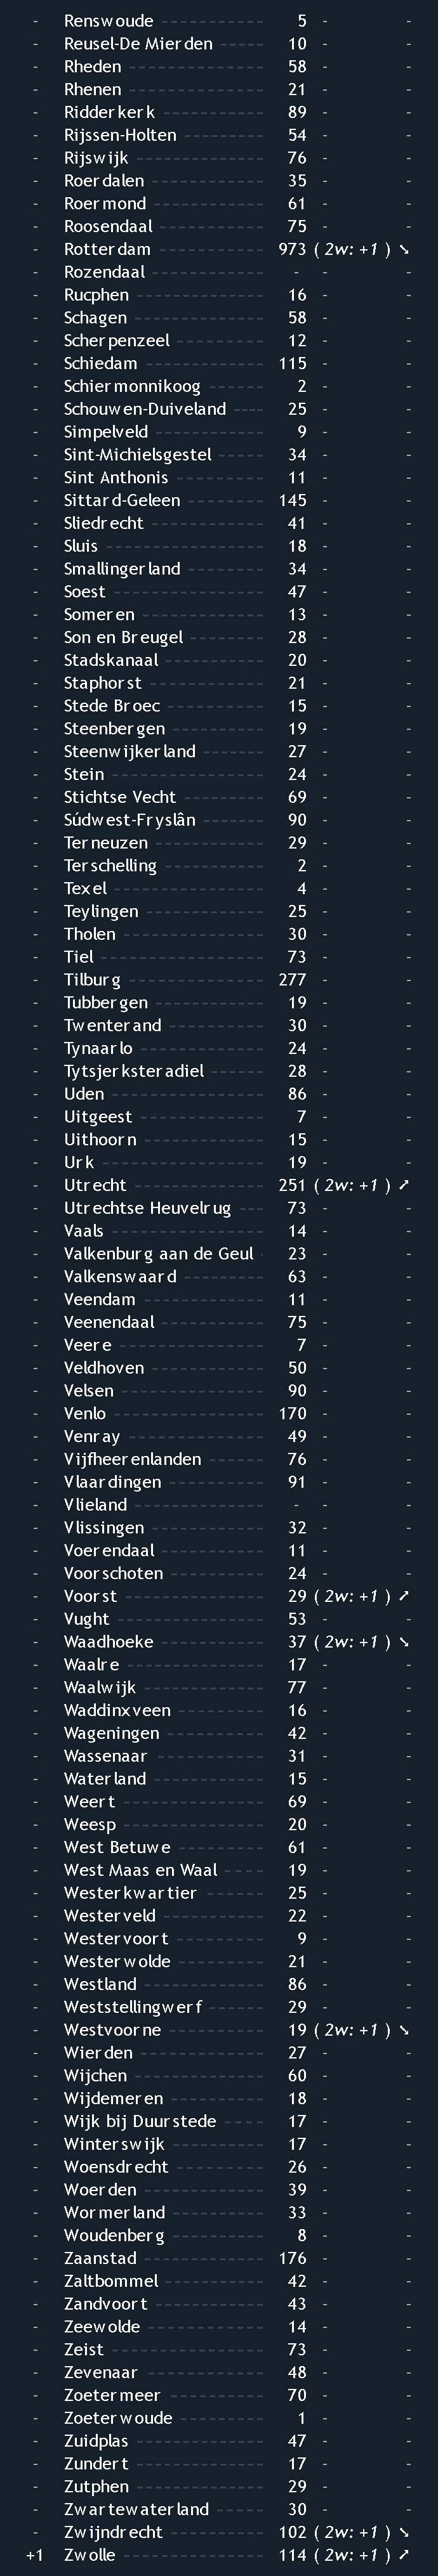 - Renswoude ------------ 5 - -
- Reusel-De Mierden ------ 10 - -
- Rheden ---------------- 58 - -
- Rhenen ---------------- 21 - -
- Ridderkerk ------------ 89 - -
- Rijssen-Holten ---------- 54 - -
- Rijswijk --------------- 76 - -
- Roerdalen ------------- 35 - -
- Roermond ------------- 61 - -
- Roosendaal ------------ 75 - -
- Rotterdam ------------ 973 ( 2w: +1 ) ➘
- Rozendaal ------------- - - -
- Rucphen -------------- 16 - -
- Schagen --------------- 58 - -
- Scherpenzeel ---------- 12 - -
- Schiedam ------------- 115 - -
- Schiermonnikoog ------- 2 - -
- Schouwen-Duiveland ---- 25 - -
- Simpelveld ------------- 9 - -
- Sint-Michielsgestel ------ 34 - -
- Sint Anthonis ----------- 11 - -
- Sittard-Geleen --------- 145 - -
- Sliedrecht ------------- 41 - -
- Sluis ------------------ 18 - -
- Smallingerland --------- 34 - -
- Soest ----------------- 47 - -
- Someren -------------- 13 - -
- Son en Breugel --------- 28 - -
- Stadskanaal ------------ 20 - -
- Staphorst ------------- 21 - -
- Stede Broec ------------ 15 - -
- Steenbergen ----------- 19 - -
- Steenwijkerland -------- 27 - -
- Stein ------------------ 24 - -
- Stichtse Vecht ---------- 69 - -
- Súdwest-Fryslân -------- 90 - -
- Terneuzen ------------- 29 - -
- Terschelling ------------ 2 - -
- Texel ----------------- 4 - -
- Teylingen -------------- 25 - -
- Tholen ---------------- 30 - -
- Tiel ------------------- 73 - -
- Tilburg --------------- 277 - -
- Tubbergen ------------- 19 - -
- Twenterand ------------ 30 - -
- Tynaarlo -------------- 24 - -
- Tytsjerksteradiel ------- 28 - -
- Uden ----------------- 86 - -
- Uitgeest --------------- 7 - -
- Uithoorn -------------- 15 - -
- Urk ------------------ 19 - -
- Utrecht -------------- 251 ( 2w: +1 ) ➚
- Utrechtse Heuvelrug ---- 73 - -
- Vaals ----------------- 14 - -
- Valkenburg aan de Geul - 23 - -
- Valkenswaard ---------- 63 - -
- Veendam -------------- 11 - -
- Veenendaal ------------ 75 - -
- Veere ----------------- 7 - -
- Veldhoven ------------- 50 - -
- Velsen ---------------- 90 - -
- Venlo ---------------- 170 - -
- Venray ---------------- 49 - -
- Vijfheerenlanden ------- 76 - -
- Vlaardingen ----------- 91 - -
- Vlieland --------------- - - -
- Vlissingen ------------- 32 - -
- Voerendaal ------------ 11 - -
- Voorschoten ----------- 24 - -
- Voorst ---------------- 29 ( 2w: +1 ) ➚
- Vught ---------------- 53 - -
- Waadhoeke ------------ 37 ( 2w: +1 ) ➘
- Waalre ---------------- 17 - -
- Waalwijk -------------- 77 - -
- Waddinxveen ---------- 16 - -
- Wageningen ----------- 42 - -
- Wassenaar ------------ 31 - -
- Waterland ------------- 15 - -
- Weert ---------------- 69 - -
- Weesp ---------------- 20 - -
- West Betuwe ---------- 61 - -
- West Maas en Waal ---- 19 - -
- Westerkwartier -------- 25 - -
- Westerveld ------------ 22 - -
- Westervoort ----------- 9 - -
- Westerwolde ---------- 21 - -
- Westland -------------- 86 - -
- Weststellingwerf ------- 29 - -
- Westvoorne ----------- 19 ( 2w: +1 ) ➘
- Wierden -------------- 27 - -
- Wijchen --------------- 60 - -
- Wijdemeren ----------- 18 - -
- Wijk bij Duurstede ---- 17 - -
- Winterswijk ----------- 17 - -
- Woensdrecht ---------- 26 - -
- Woerden -------------- 39 - -
- Wormerland ----------- 33 - -
- Woudenberg ----------- 8 - -
- Zaanstad ------------- 176 - -
- Zaltbommel ------------ 42 - -
- Zandvoort ------------- 43 - -
- Zeewolde -------------- 14 - -
- Zeist ------------------ 73 - -
- Zevenaar -------------- 48 - -
- Zoetermeer ----------- 70 - -
- Zoeterwoude ---------- 1 - -
- Zuidplas --------------- 47 - -
- Zundert --------------- 17 - -
- Zutphen --------------- 29 - -
- Zwartewaterland ------- 30 - -
- Zwijndrecht ---------- 102 ( 2w: +1 ) ➘
+1 Zwolle --------------- 114 ( 2w: +1 ) ➚